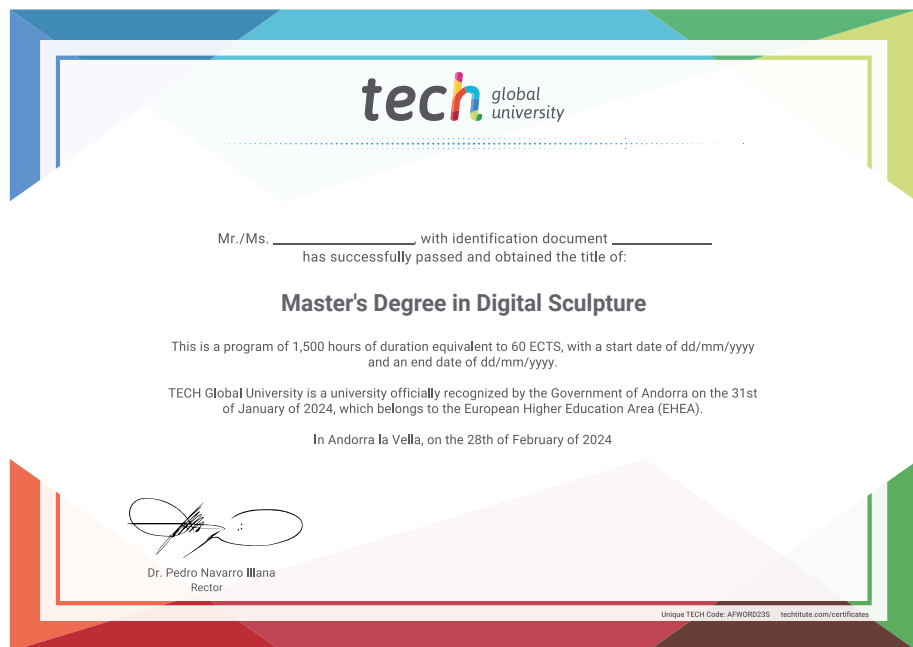 tech global university
Mr./Ms. ______________, with identification document __________
has successfully passed and obtained the title of:
Master's Degree in Digital Sculpture
This is a program of 1,500 hours of duration equivalent to 60 ECTS, with a start date of dd/mm/yyyy
and an end date of dd/mm/yyyy.
TECH Global University is a university officially recognized by the Government of Andorra on the 31st
of January of 2024, which belongs to the European Higher Education Area (EHEA).
In Andorra la Vella, on the 28th of February of 2024
Dr. Pedro Navarro Illana
Rector
Unique TECH Code: AFWORD23S techtitute.com/certificates